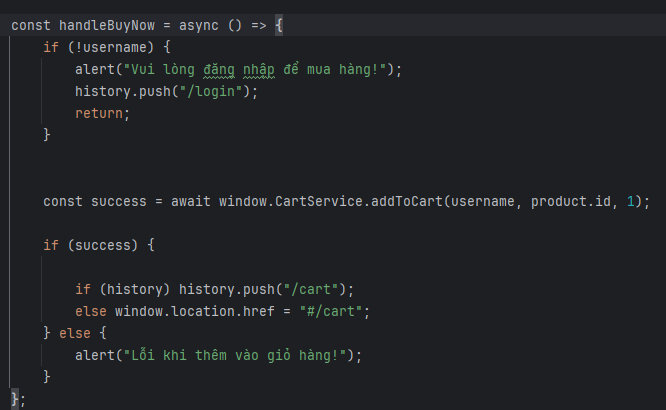 const handleBuyNow = async () => {
if (!username) {
alert("Vui lòng đăng nhập để mua hàng!");
history.push("/login");
return;
}
const success = await window.CartService.addToCart(username, product.id, 1);
if (success) {
if (history) history.push("/cart");
else window.location.href = "#/cart";
} else {
alert("Lỗi khi thêm vào giỏ hàng!");
}
};